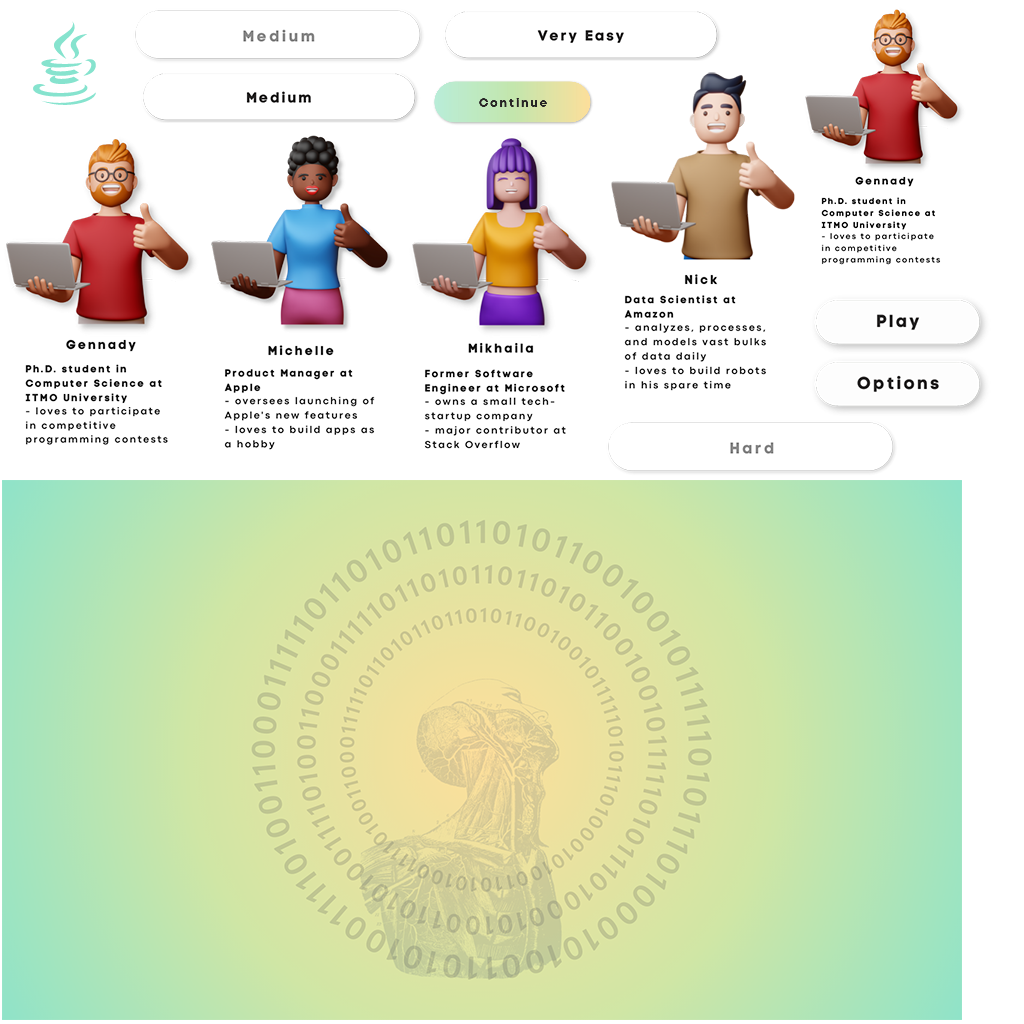 Medium
Very Easy
Medium
Continue
Gennady
Ph.D. student in
Computer Science at
ITMO University
- loves to participate
in competitive
programming contests
Michelle
Product Manager at
Apple
- oversees launching of
Apple's new features
- loves to build apps as
a hobby
Mikhaila
Former Software
Engineer at Microsoft
- owns a small tech-
startup company
- major contributor at
Stack Overflow
Nick
Data Scientist at
Amazon
- analyzes, processes,
and models vast bulks
of data daily
- loves to build robots
in his spare time
Gennady
Ph.D. student in
Computer Science at
ITMO University
- loves to participate
in competitive
programming contests
Play
Options
Hard